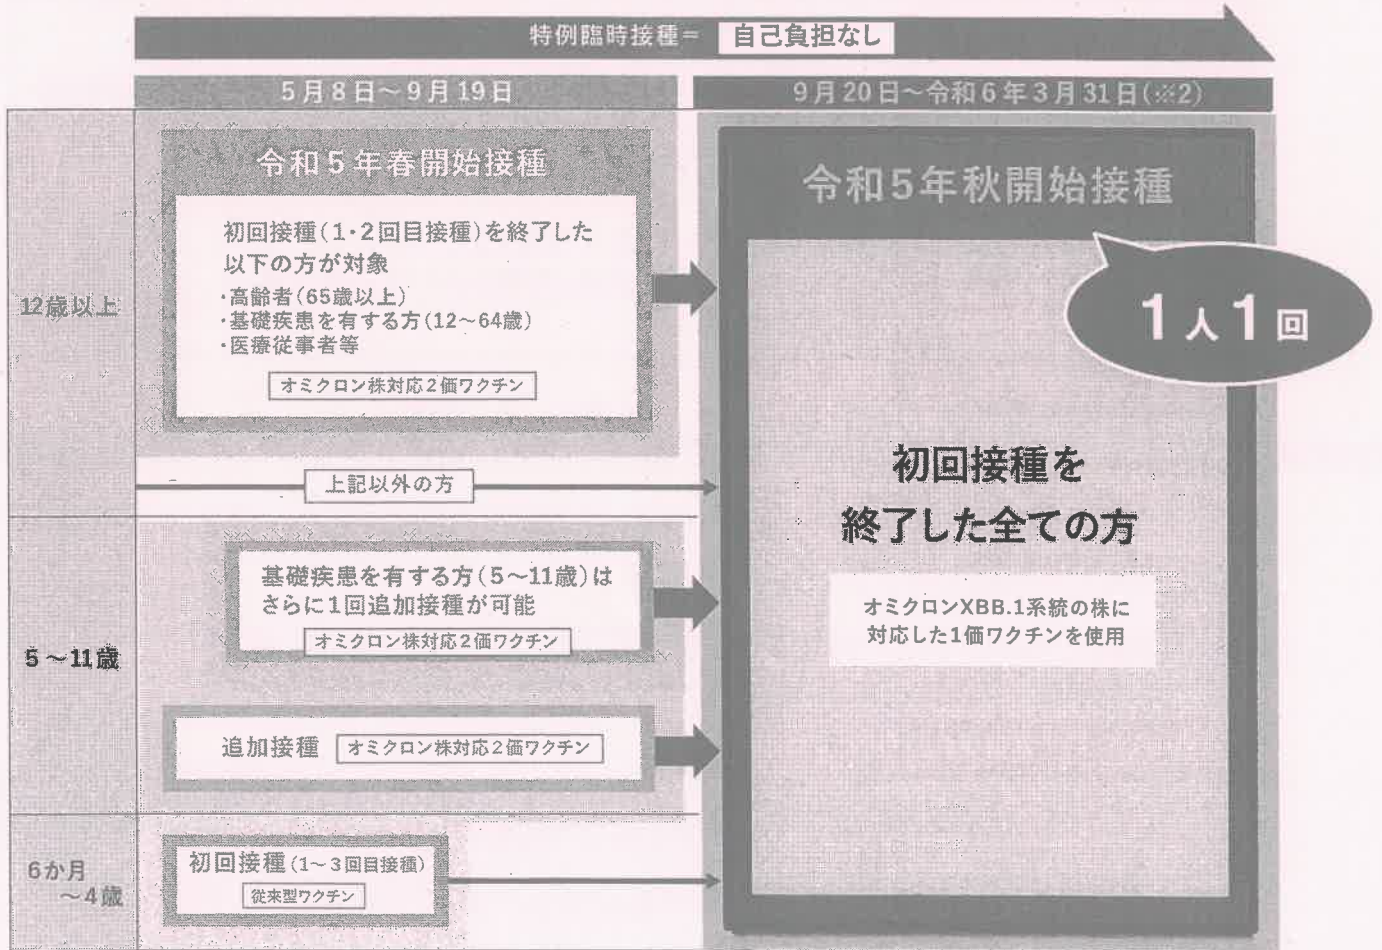 特例臨時接種＝ 自己負担なし
5月8日～9月19日
9月20日～令和6年3月31日(※2)
12歳以上
令和5年春開始接種
初回接種(1・2回目接種)を終了した
以下の方が対象
・高齢者(65歳以上)
・基礎疾患を有する方(12～64歳)
・医療従事者等
オミクロン株対応2価ワクチン
上記以外の方
5～11歳
基礎疾患を有する方(5～11歳)は
さらに1回追加接種が可能
オミクロン株対応2価ワクチン
追加接種 オミクロン株対応2価ワクチン
6か月
～4歳
初回接種(1～3回目接種)
従来型ワクチン
令和5年秋開始接種
1人1回
初回接種を
終了した全ての方
オミクロンXBB.1系統の株に
対応した1価ワクチンを使用